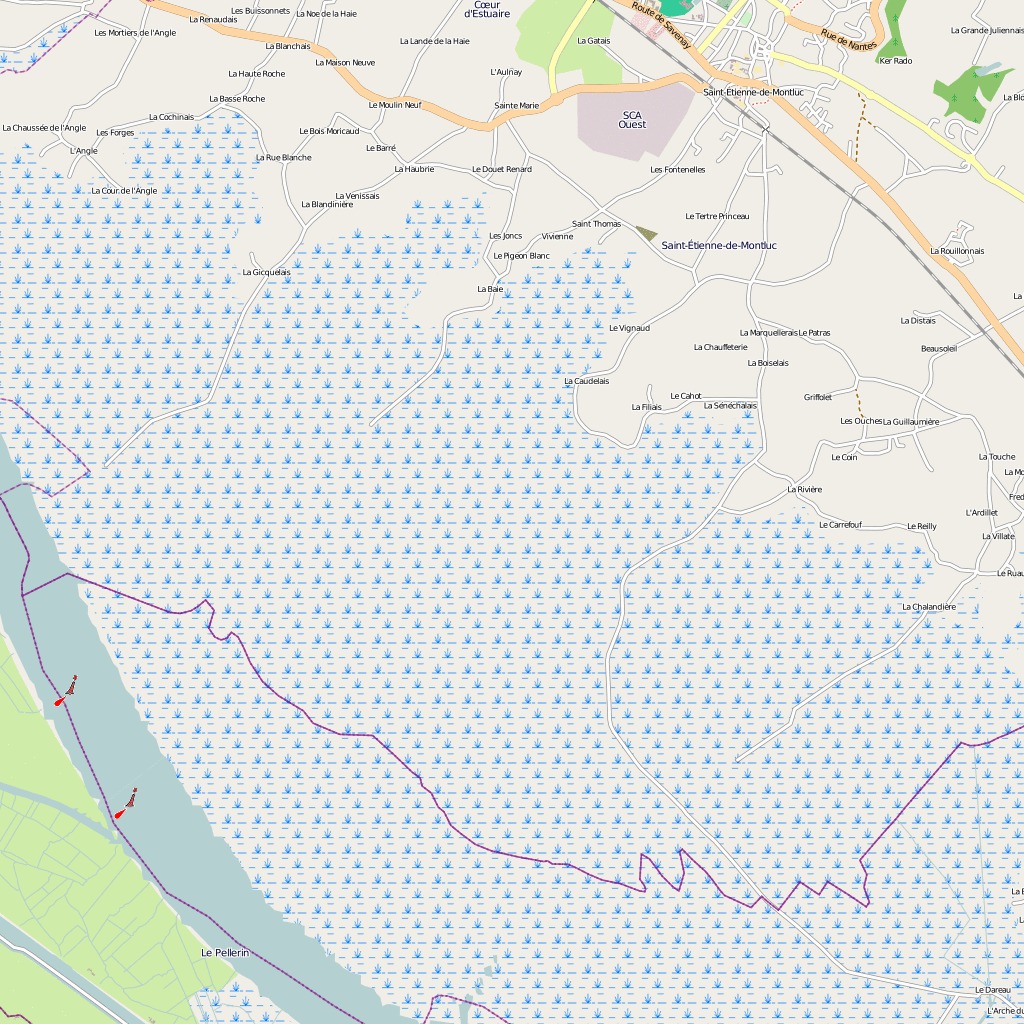 Les Buissonnets
La Noe de la Haie
La Renaudais
Cœur
d'Estuaire
Route de Savenay
Les Mortiers de l'Angle
La Blanchais
La Lande de la Haie
La Gatais
Rue de Nantes
La Grande Juliennais
La Maison Neuve
Ker Rado
La Haute Roche
L'Aulnay
La Basse Roche
Le Moulin Neuf
Sainte Marie
Saint-Étienne-de-Montluc
La Cochinais
SCA
Ouest
La Chaussée de l'Angle
Les Forges
Le Bois Moricaud
L'Angle
Le Barré
La Rue Blanche
La Haubrie
Le Douet Renard
Les Fontenelles
La Cour de l'Angle
La Venissais
La Blandinière
Le Tertre Princeau
Saint Thomas
Les Joncs
Vivienne
Saint-Étienne-de-Montluc
La Rouillonnais
Le Pigeon Blanc
La Gicquelais
La Baie
La
La Distais
Le Vignaud
La Marquellerais
Le Patras
La Chauffeterie
Beausoleil
La Boiselais
La Caudelais
Le Cahot
Griffolet
La Filiais
La Sénéchalais
Les Ouches
La Guillaumière
Le Coin
La Touche
La Rivière
L'Ardillet
Le Carrefouf
Le Reilly
La Villate
La Chalandière
Le Pellerin
Le Dareau